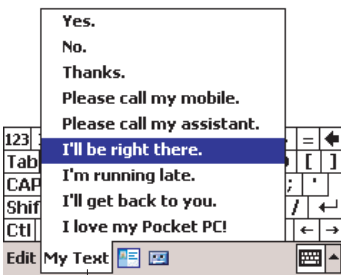 Yes.
No.
Thanks.
Please call my mobile.
Please call my assistant.
I'll be right there.
I'm running late.
I'll get back to you.
I love my Pocket PC!
123 =
Tab [ ]
CAP ; '
Shif /
Ctl
Edit My Text